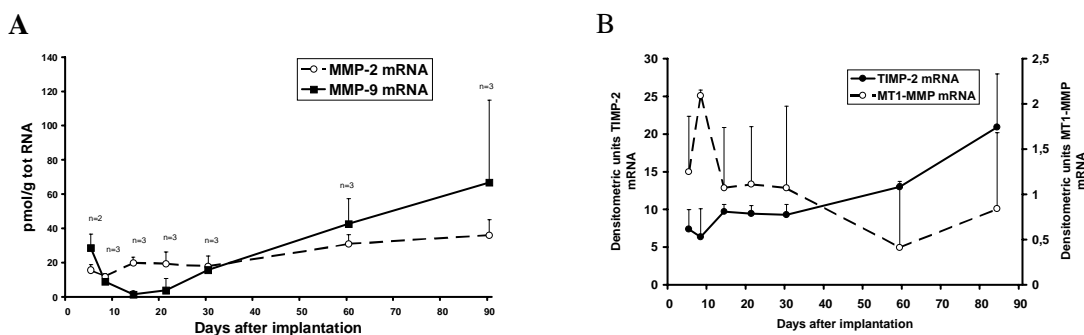 A
140
120
100
80
60
40
20
0
pmol/g tot RNA
MMP-2 mRNA
MMP-9 mRNA
n=2
n=3
n=3
n=3
n=3
n=3
n=3
0 10 20 30 40 50 60 70 80 90
Days after implantation
B
30
25
20
15
10
5
0
Densitometric units TIMP-2
mRNA
TIMP-2 mRNA
MT1-MMP mRNA
2,5
2
1,5
1
0,5
0
Densitometric units MT1-MMP
mRNA
0 10 20 30 40 50 60 70 80 90
Days after implantation